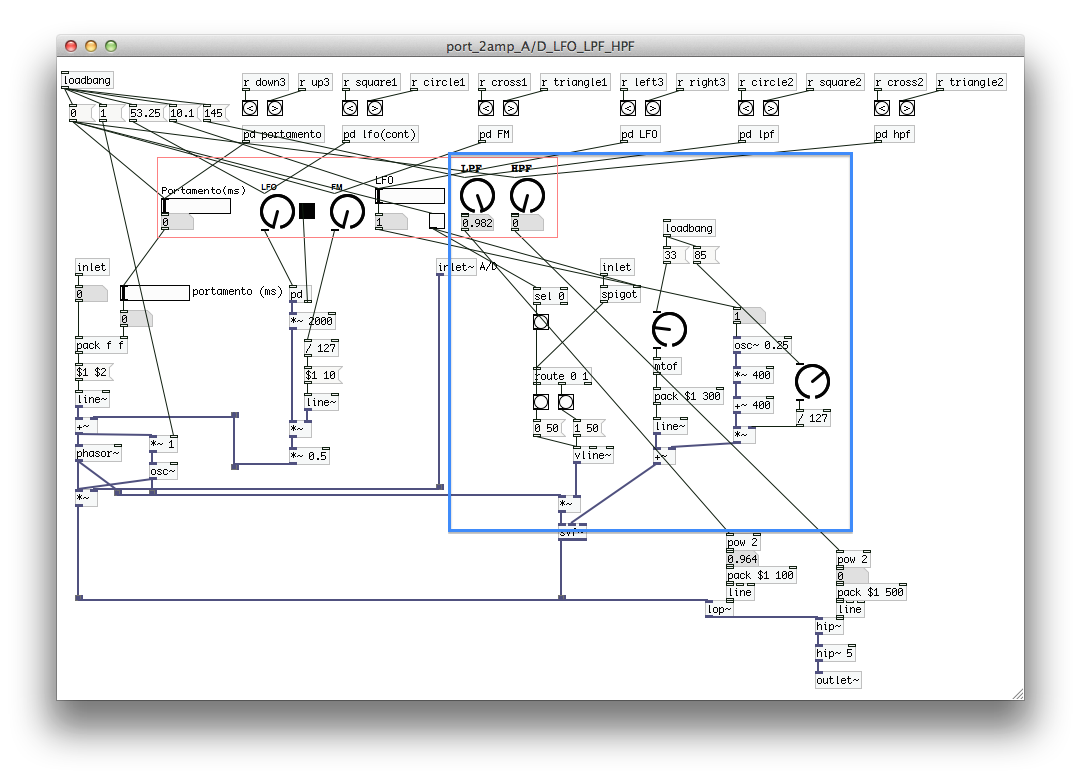 port_2amp_A/D_LFO_LPF_HPF
loadbang
r down3 r up3 r square1 r circle1 r cross1 r triangle1 r left3 r right3 r circle2 r square2 r cross2 r triangle2
0 1 53.25 10.1 145
< > < > < > < > < > < >
pd portamento pd lfo(cont) pd FM pd LFO pd lpf pd hpf
LPF HPF
Portamento(ms) LFO FM LFO
0 1 0.982 0
loadbang
33 85
inlet inlet~ A/D inlet
0 portamento (ms) pd sel 0 spigot
0 *~ 2000 1
pack f f / 127 osc~ 0.25
$1 $2 $1 10 route 0 1 mtof *~ 400
line~ line~ pack $1 300 +~ 400
+~ *~ 0 50 1 50 line~ *~ / 127
phasor~ *~ 1 *~ 0.5 vline~ +~
osc~
*~ *~
svf~
pow 2
0.964 pow 2
pack $1 100 0
line pack $1 500
lop~ line
hip~
hip~ 5
outlet~